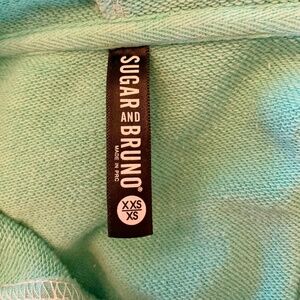 SUGAR AND BRUNO®
MADE IN PRC
XXS
XS